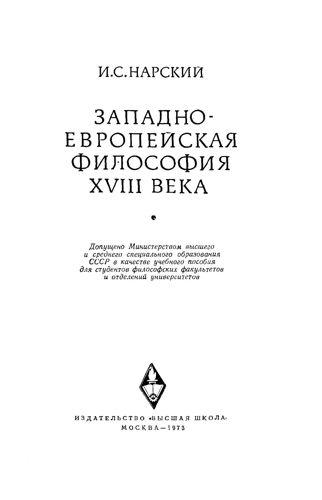 И.С.НАРСКИЙ
ЗАПАДНО-
ЕВРОПЕЙСКАЯ
ФИЛОСОФИЯ
XVIII ВЕКА
Допущено Министерством высшего
и среднего специального образования
СССР в качестве учебного пособия
для студентов философских факультетов
и отделений университетов
ИЗДАТЕЛЬСТВО «ВЫСШАЯ ШКОЛА»
МОСКВА—1973